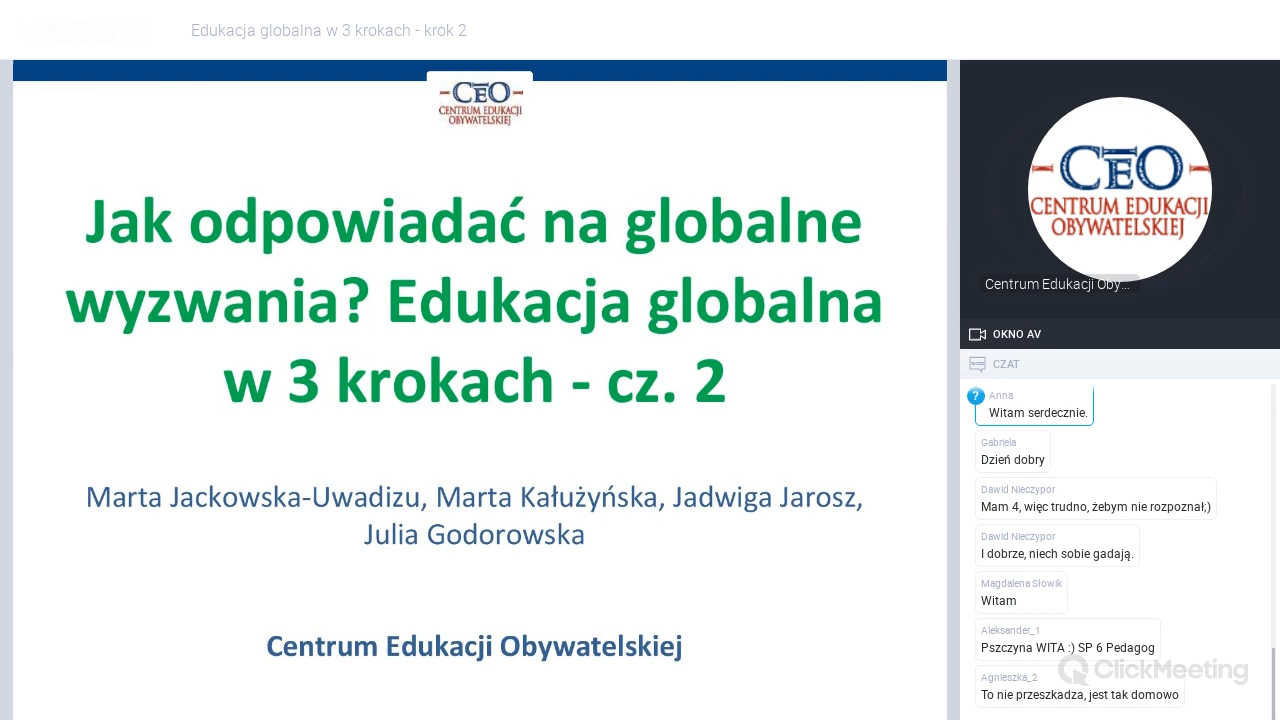 Edukacja globalna w 3 krokach - krok 2
CEO
CENTRUM EDUKACJI
OBYWATELSKIEJ
Jak odpowiadać na globalne
wyzwania? Edukacja globalna
w 3 krokach - cz. 2
Marta Jackowska-Uwadizu, Marta Kałużyńska, Jadwiga Jarosz,
Julia Godorowska
Centrum Edukacji Obywatelskiej
CEO
CENTRUM EDUKACJI
OBYWATELSKIEJ
Centrum Edukacji Oby...
OKNO AV
CZAT
?
Anna
Witam serdecznie.
Gabriela
Dzień dobry
Dawid Nieczypor
Mam 4, więc trudno, żebym nie rozpoznał;)
Dawid Nieczypor
I dobrze, niech sobie gadają.
Magdalena Słowik
Witam
Aleksander_1
Pszczyna WITA :) SP 6 Pedagog
ClickMeeting
Agnieszka_2
To nie przeszkadza, jest tak domowo